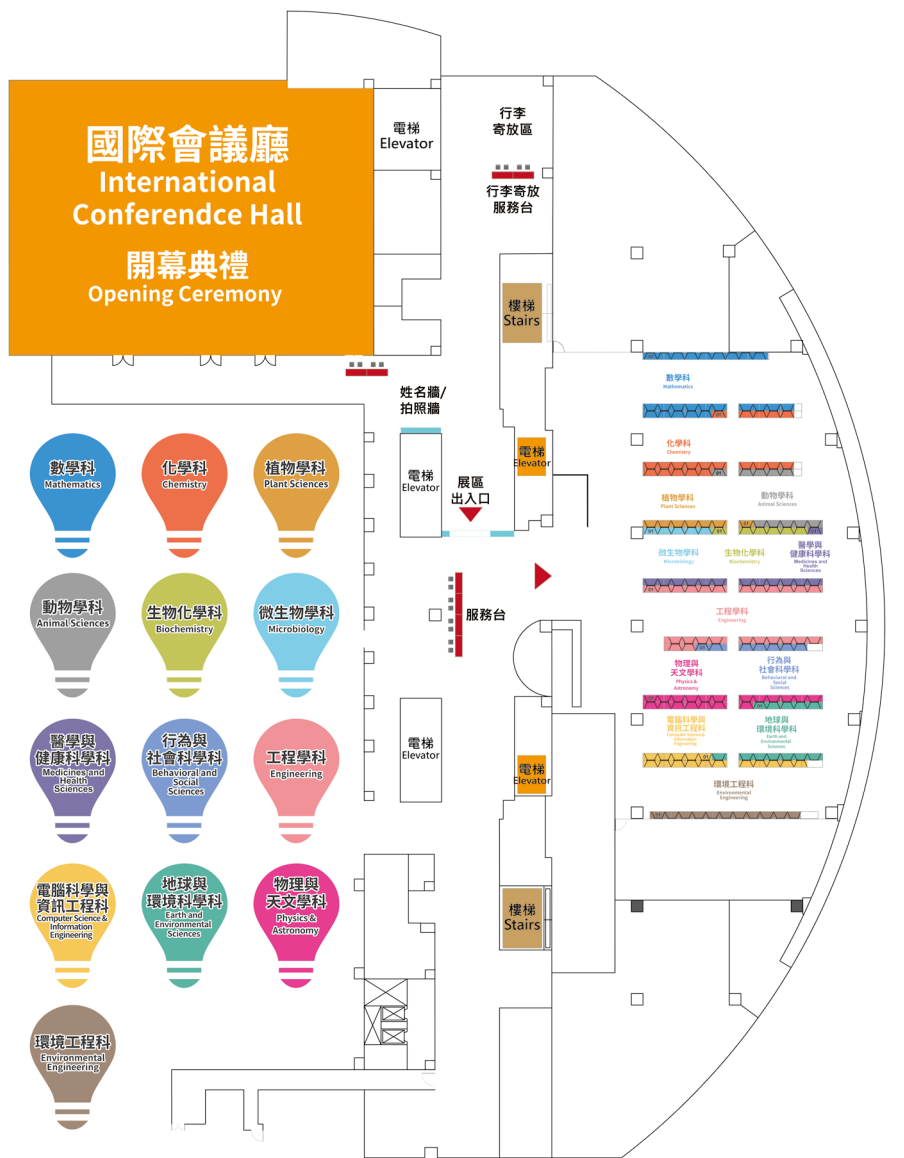 國際會議廳
International
Conferendce Hall
開幕典禮
Opening Ceremony
電梯
Elevator
行李
寄放區
行李寄放
服務台
樓梯
Stairs
姓名牆/
拍照牆
電梯
Elevator
展區
出入口
電梯
Elevator
服務台
電梯
Elevator
電梯
Elevator
樓梯
Stairs
數學科
Mathematics
化學科
Chemistry
植物學科
Plant Sciences
動物學科
Animal Sciences
生物化學科
Biochemistry
微生物學科
Microbiology
醫學與
健康科學科
Medicines and
Health
Sciences
行為與
社會科學科
Behavioral and
Social
Sciences
工程學科
Engineering
電腦科學與
資訊工程科
Computer Science &
Information
Engineering
地球與
環境科學科
Earth and
Environmental
Sciences
物理與
天文學科
Physics &
Astronomy
環境工程科
Environmental
Engineering
數學科
Mathematics
01
化學科
Chemistry
01
植物學科
Plant Sciences
動物學科
Animal Sciences
01
01
01
微生物學科
Microbiology
生物化學科
Biochemistry
醫學與
健康科學科
Medicines and
Health
Sciences
01
工程學科
Engineering
01
物理與
天文學科
Physics &
Astronomy
行為與
社會科學科
Behavioral and
Social
Sciences
01
電腦科學與
資訊工程科
Computer Science &
Information
Engineering
地球與
環境科學科
Earth and
Environmental
Sciences
01
環境工程科
Environmental
Engineering